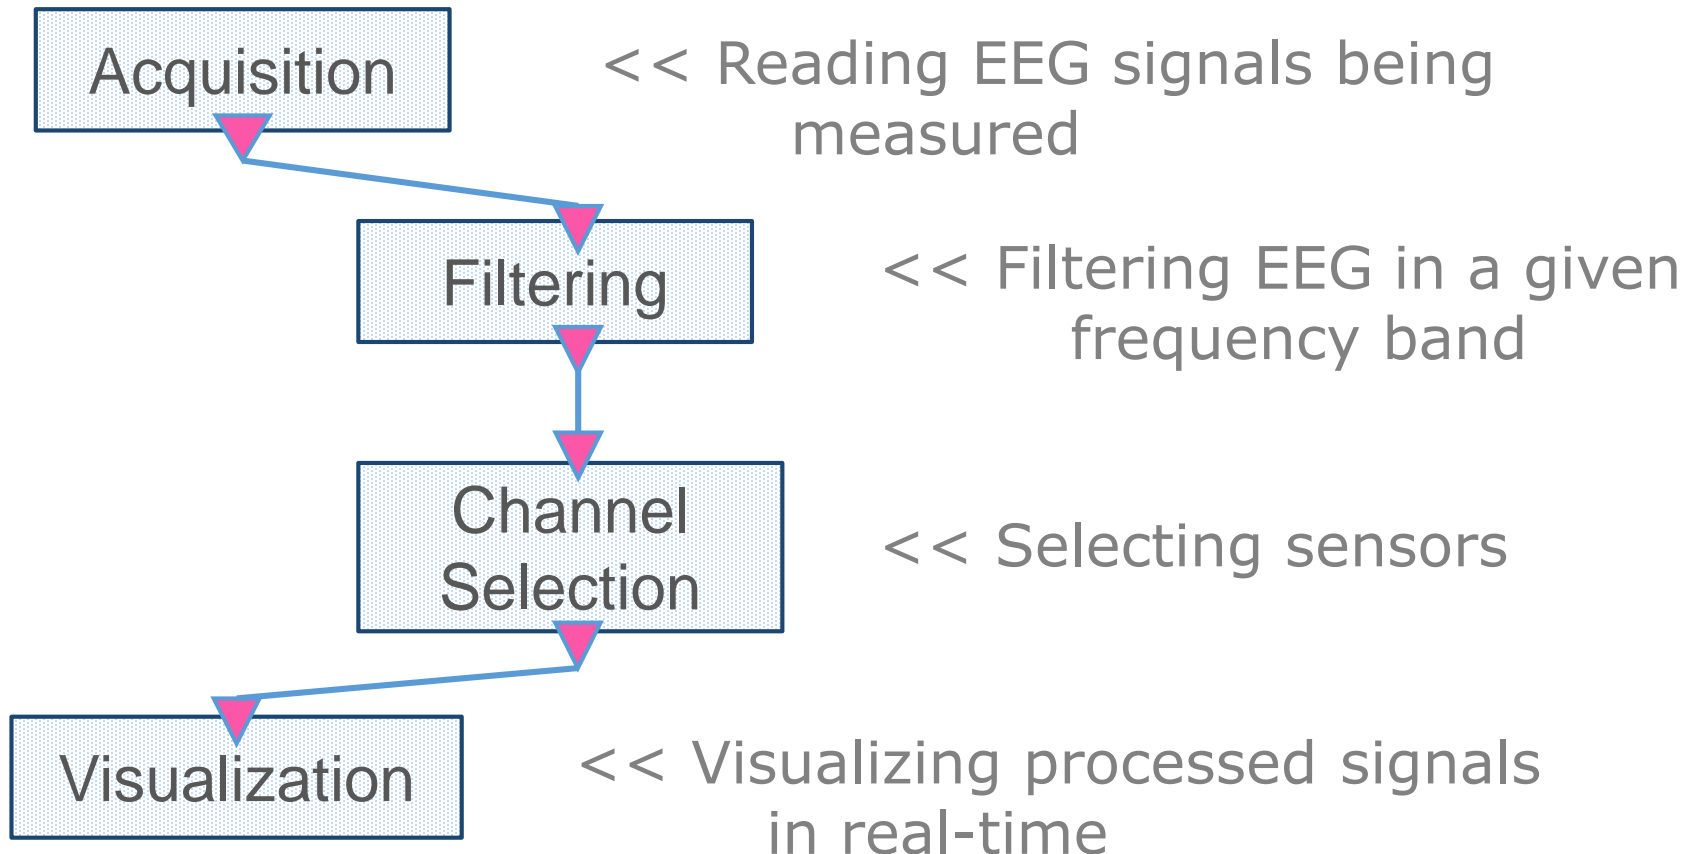 Acquisition
<< Reading EEG signals being
measured
Filtering
<< Filtering EEG in a given
frequency band
Channel
Selection
<< Selecting sensors
Visualization
<< Visualizing processed signals
in real-time